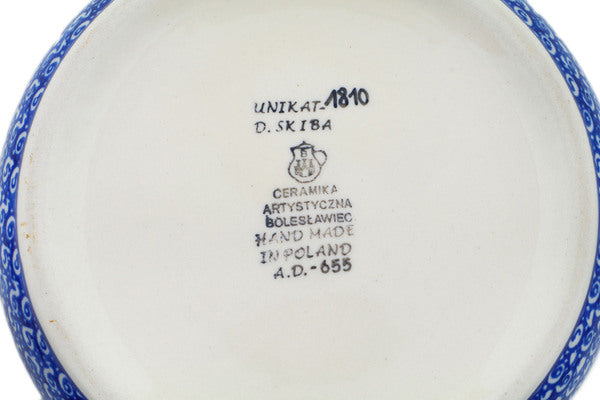 UNIKAT-1810
D. SKIBA
CERAMIKA
ARTYSTYCZNA
BOLESŁAWIEC
HAND MADE
IN POLAND
A.D.-655